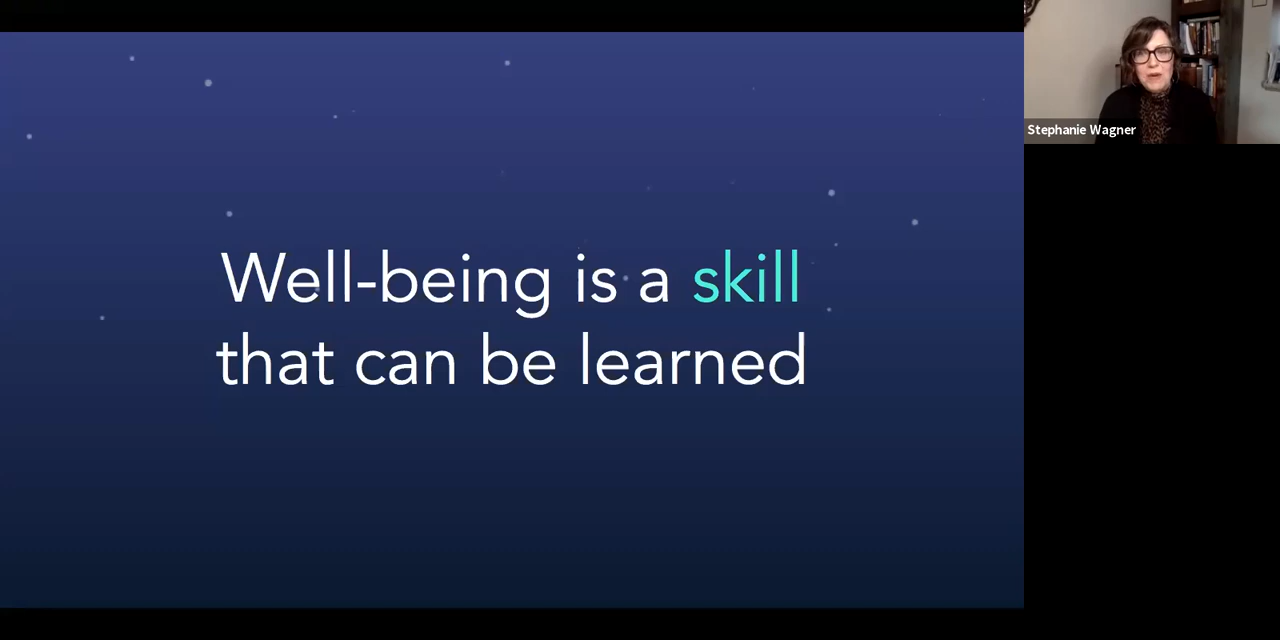 Well-being is a skill
that can be learned
Stephanie Wagner